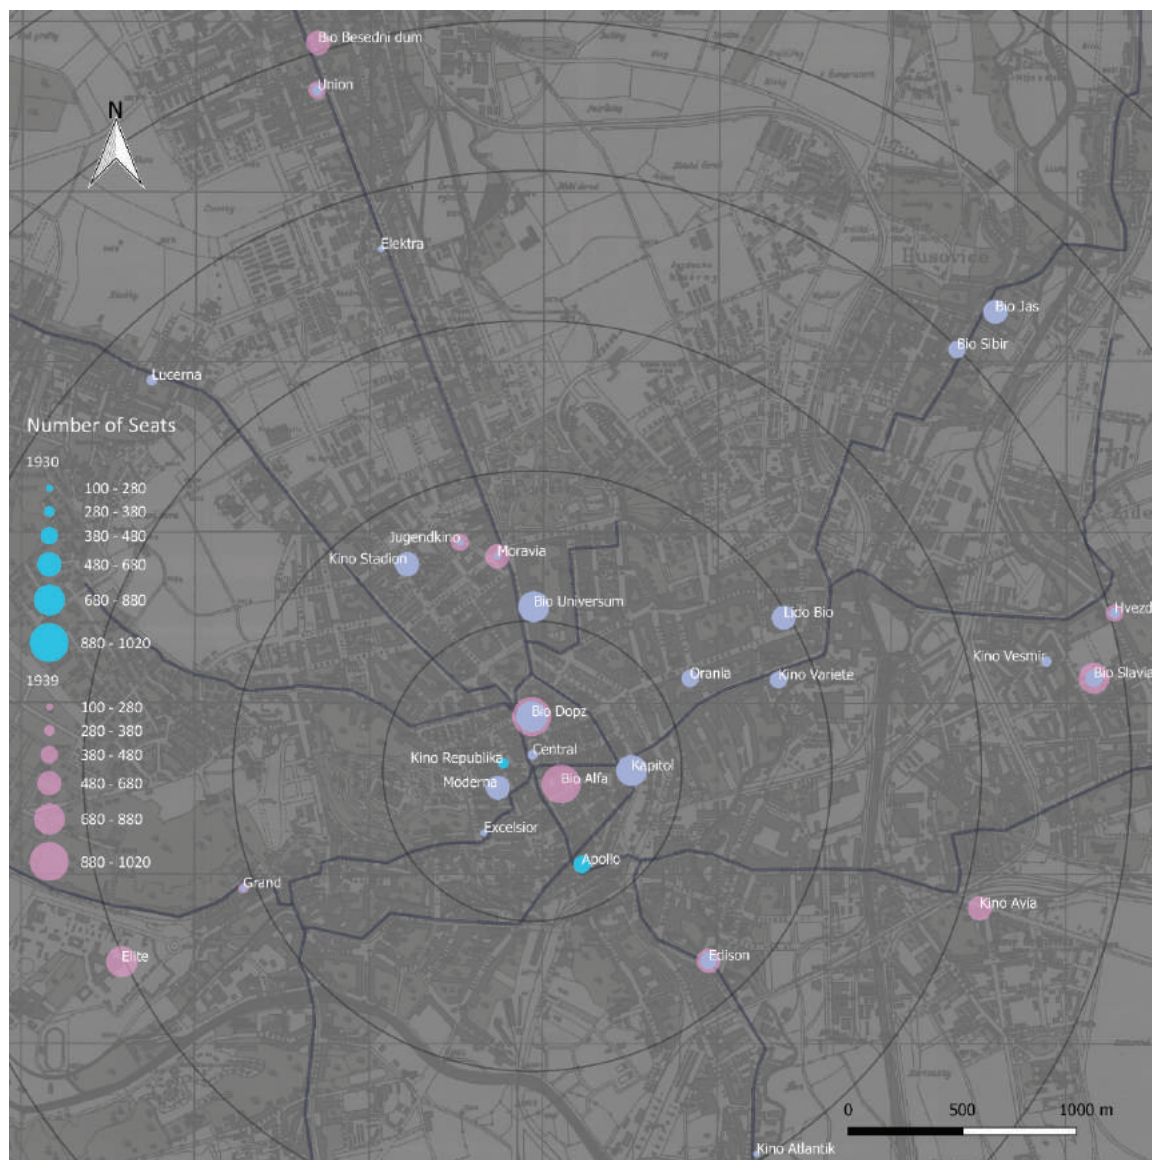 Bio Besedni dum
Union
N
Elektra
Husovice
Bio Jas
Bio Sibir
Lucerna
Number of Seats
1930
100 - 280
280 - 380
380 - 480
480 - 680
680 - 880
880 - 1020
1939
100 - 280
280 - 380
380 - 480
480 - 680
680 - 880
880 - 1020
Jugendkino
Moravia
Kino Stadion
Bio Universum
Lido Bio
Hvezd
Kino Vesmir
Orania
Kino Variete
Bio Slavia
Bio Dopz
Central
Kino Republika
Kapitol
Bio Alfa
Moderna
Excelsior
Apollo
Grand
Kino Avia
Elite
Edison
0 500 1000 m
Kino Atlantik